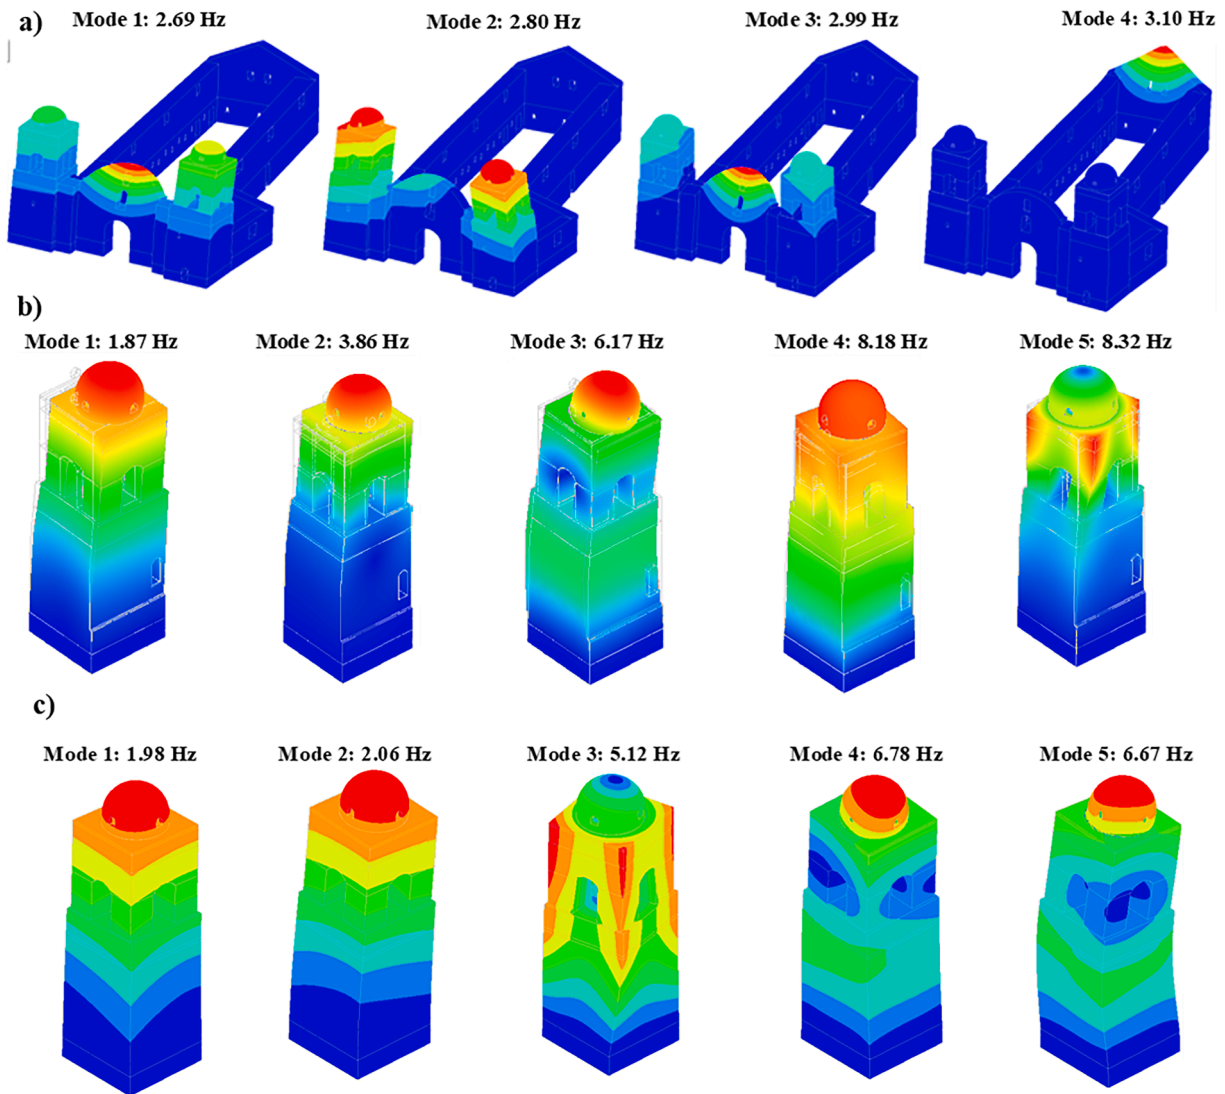 a)
Mode 1: 2.69 Hz
Mode 2: 2.80 Hz
Mode 3: 2.99 Hz
Mode 4: 3.10 Hz
b)
Mode 1: 1.87 Hz
Mode 2: 3.86 Hz
Mode 3: 6.17 Hz
Mode 4: 8.18 Hz
Mode 5: 8.32 Hz
c)
Mode 1: 1.98 Hz
Mode 2: 2.06 Hz
Mode 3: 5.12 Hz
Mode 4: 6.78 Hz
Mode 5: 6.67 Hz